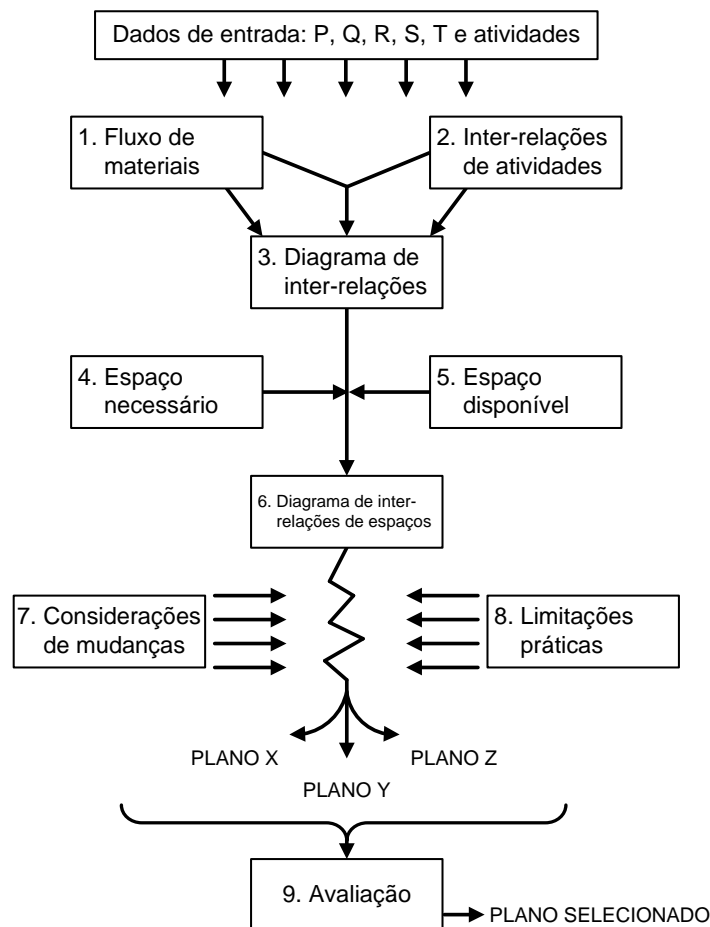 Dados de entrada: P, Q, R, S, T e atividades
1. Fluxo de
materiais
2. Inter-relações
de atividades
3. Diagrama de
inter-relações
4. Espaço
necessário
5. Espaço
disponível
6. Diagrama de inter-
relações de espaços
7. Considerações
de mudanças
8. Limitações
práticas
PLANO X
PLANO Z
PLANO Y
9. Avaliação
PLANO SELECIONADO